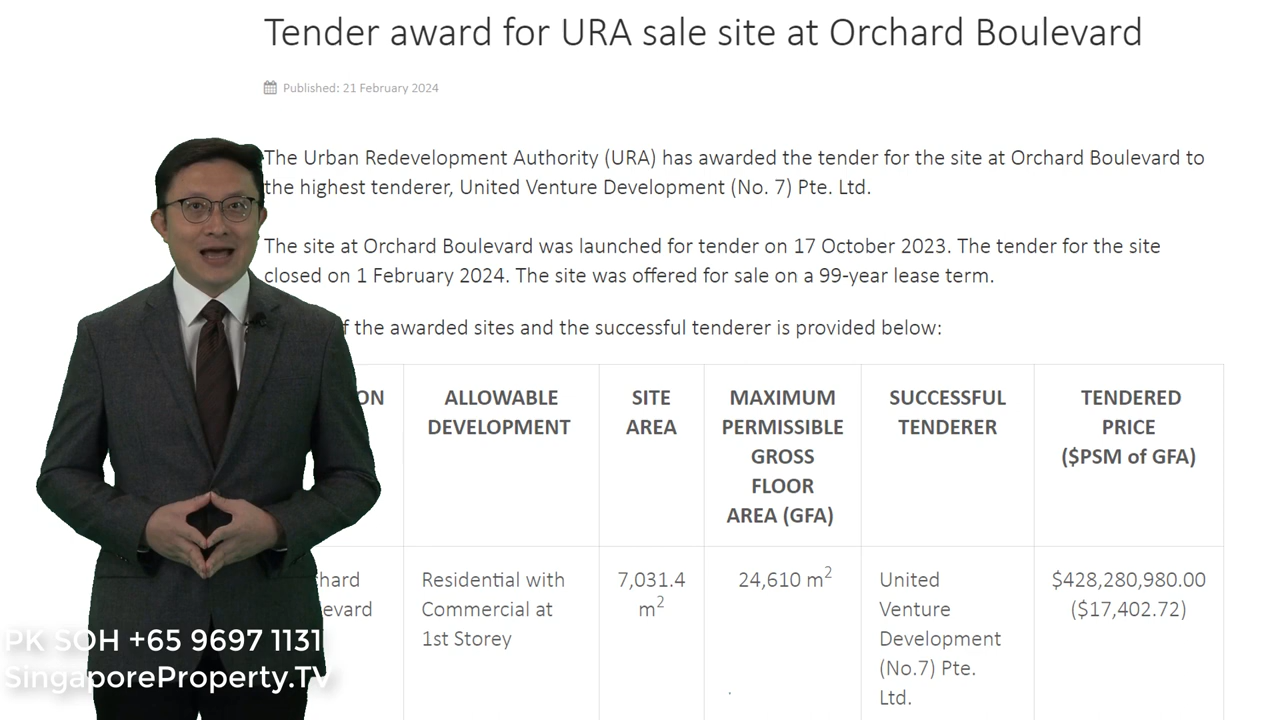 Tender award for URA sale site at Orchard Boulevard
Published: 21 February 2024
The Urban Redevelopment Authority (URA) has awarded the tender for the site at Orchard Boulevard to
the highest tenderer, United Venture Development (No. 7) Pte. Ltd.
The site at Orchard Boulevard was launched for tender on 17 October 2023. The tender for the site
closed on 1 February 2024. The site was offered for sale on a 99-year lease term.
f the awarded sites and the successful tenderer is provided below:
ON
ALLOWABLE
DEVELOPMENT
SITE
AREA
MAXIMUM
PERMISSIBLE
GROSS
FLOOR
AREA (GFA)
SUCCESSFUL
TENDERER
TENDERED
PRICE
($PSM of GFA)
hard
evard
Residential with
Commercial at
1st Storey
7,031.4
m2
24,610 m2
United
Venture
Development
(No.7) Pte.
Ltd.
$428,280,980.00
($17,402.72)
PK SOH +65 9697 1131
SingaporeProperty.TV